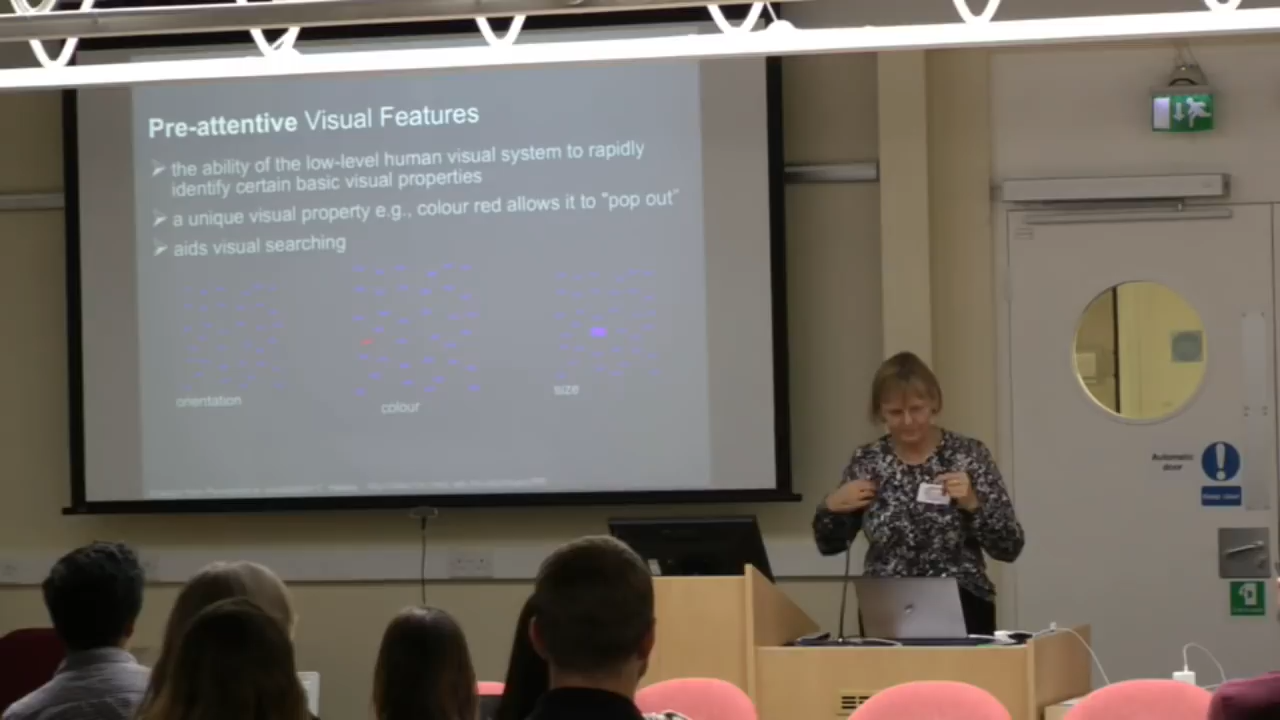 Pre-attentive Visual Features
➢ the ability of the low-level human visual system to rapidly
identify certain basic visual properties
➢ a unique visual property e.g., colour red allows it to "pop out"
➢ aids visual searching
orientation
colour
size
Automatic
door